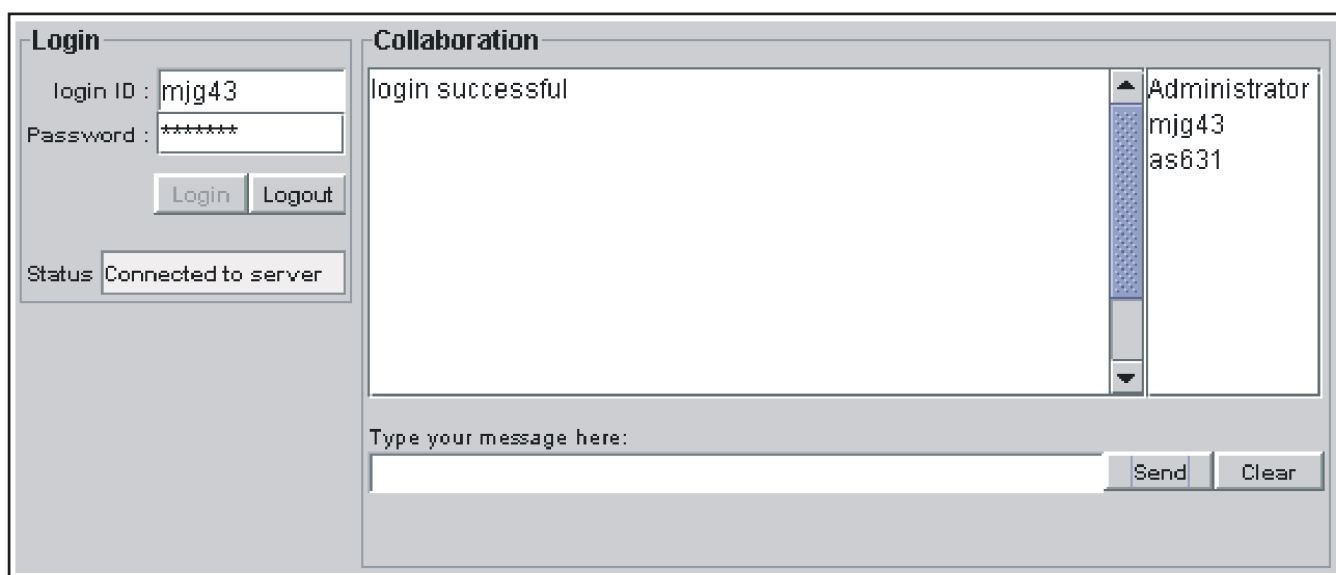 Login
login ID : mjg43
Password : *******
Login Logout
Status Connected to server
Collaboration
login successful
Administrator
mjg43
as631
Type your message here:
Send Clear